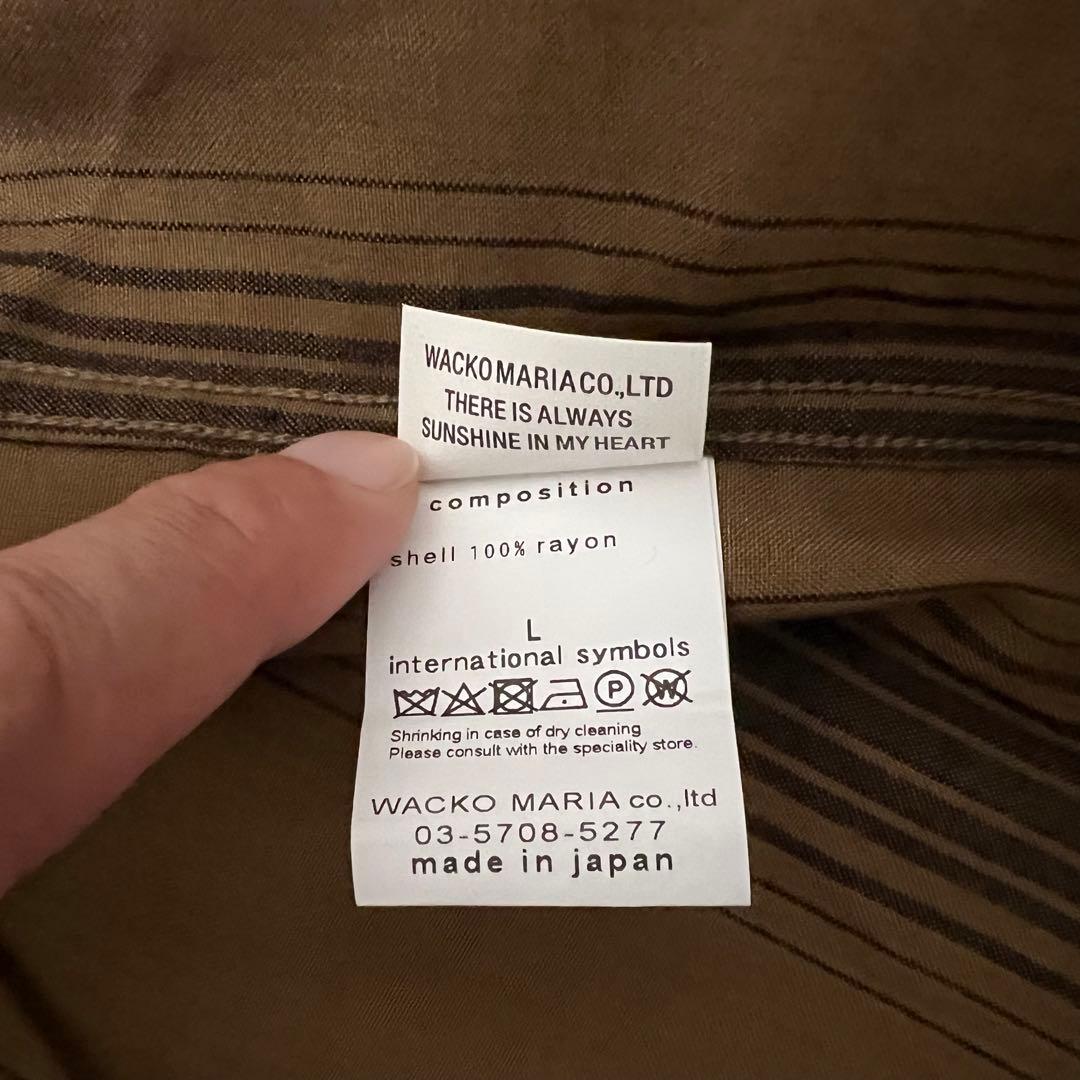 WACKO MARIA CO.,LTD
THERE IS ALWAYS
SUNSHINE IN MY HEART
composition
shell 100% rayon
L
international symbols
P W
Shrinking in case of dry cleaning
Please consult with the speciality store.
WACKO MARIA co.,ltd
03-5708-5277
made in japan